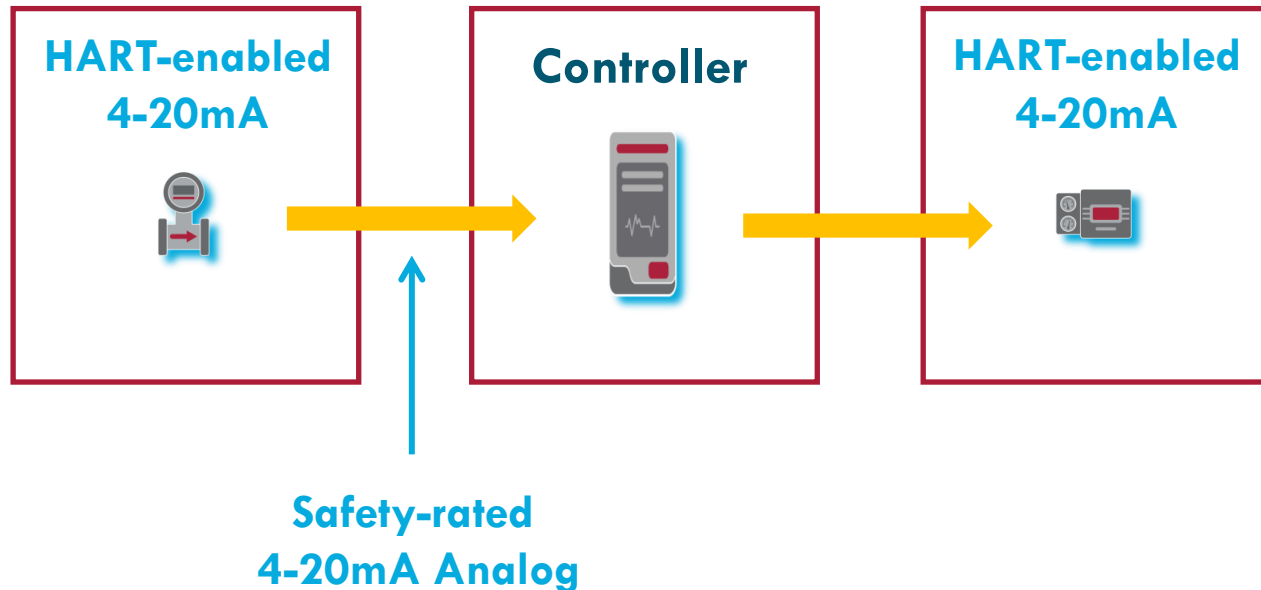 HART-enabled
4-20mA
Controller
HART-enabled
4-20mA
Safety-rated
4-20mA Analog